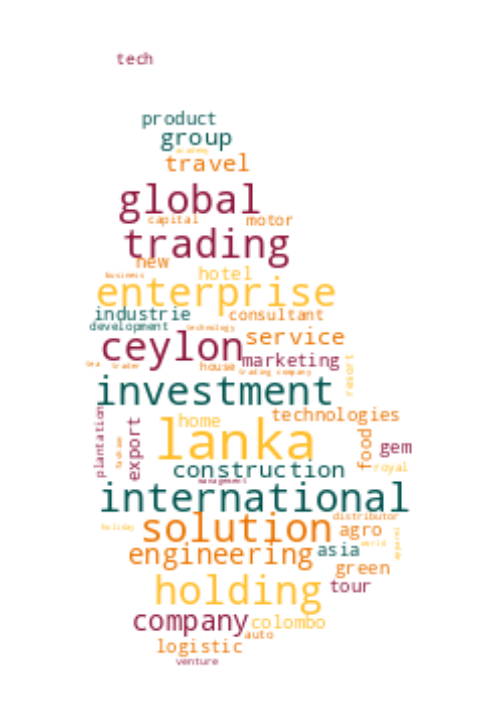 tech
product
group
academy
travel
global
capital motor
trading
new
business hotel
enterprise
industrie consultant
development technology
service
ceylon marketing
tea trader house trading company
resort
investment
plantation
technologies
home
fashion
export
lanka
food
gem
construction royal
management
international
distributor
holiday solution agro
world
apparel
engineering asia
green
holding tour
company colombo
auto
logistic
venture